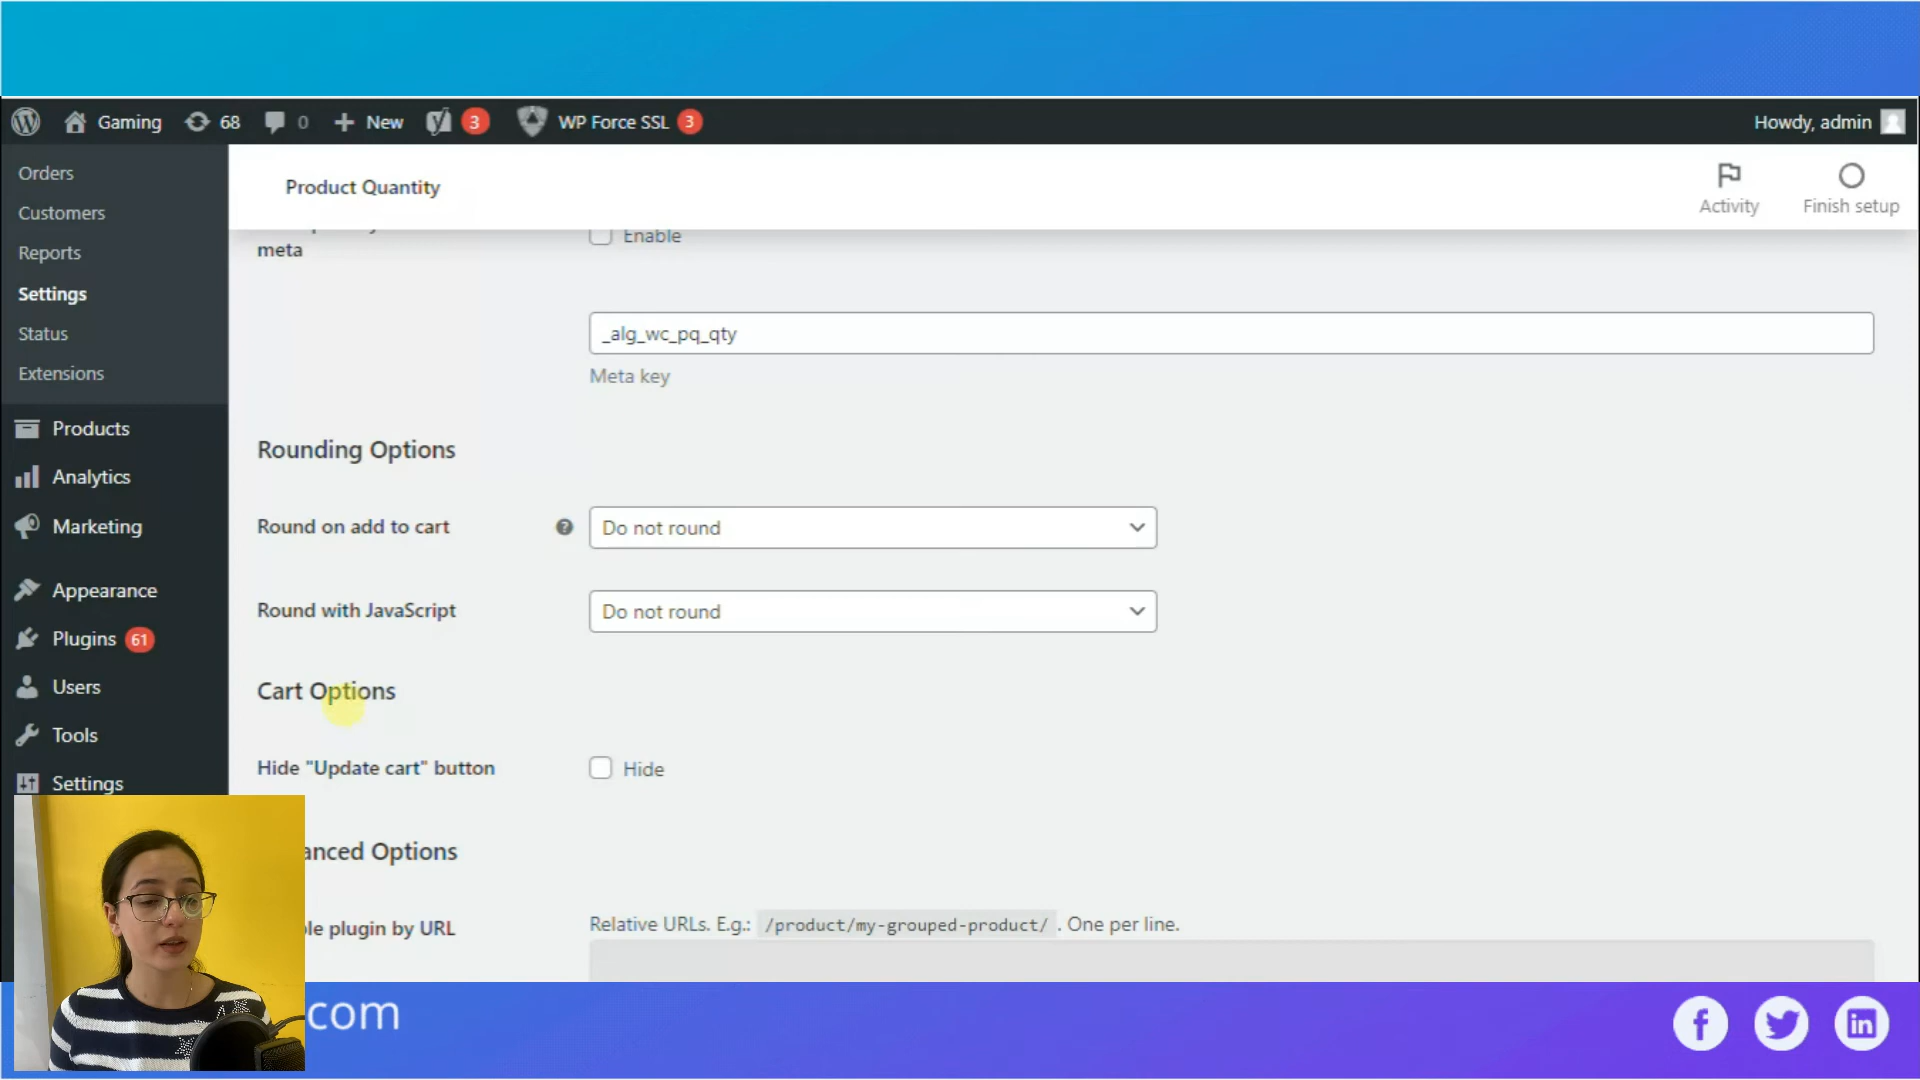 Gaming 68 0 New 3 WP Force SSL 3 Howdy, admin
Orders
Customers
Reports
Settings
Status
Extensions
Products
Analytics
Marketing
Appearance
Plugins 61
Users
Tools
Settings
Product Quantity
Activity
Finish setup
meta
Enable
_alg_wc_pq_qty
Meta key
Rounding Options
Round on add to cart
Do not round
Round with JavaScript
Do not round
Cart Options
Hide "Update cart" button
Hide
anced Options
le plugin by URL
Relative URLs. E.g.: /product/my-grouped-product/ . One per line.
com